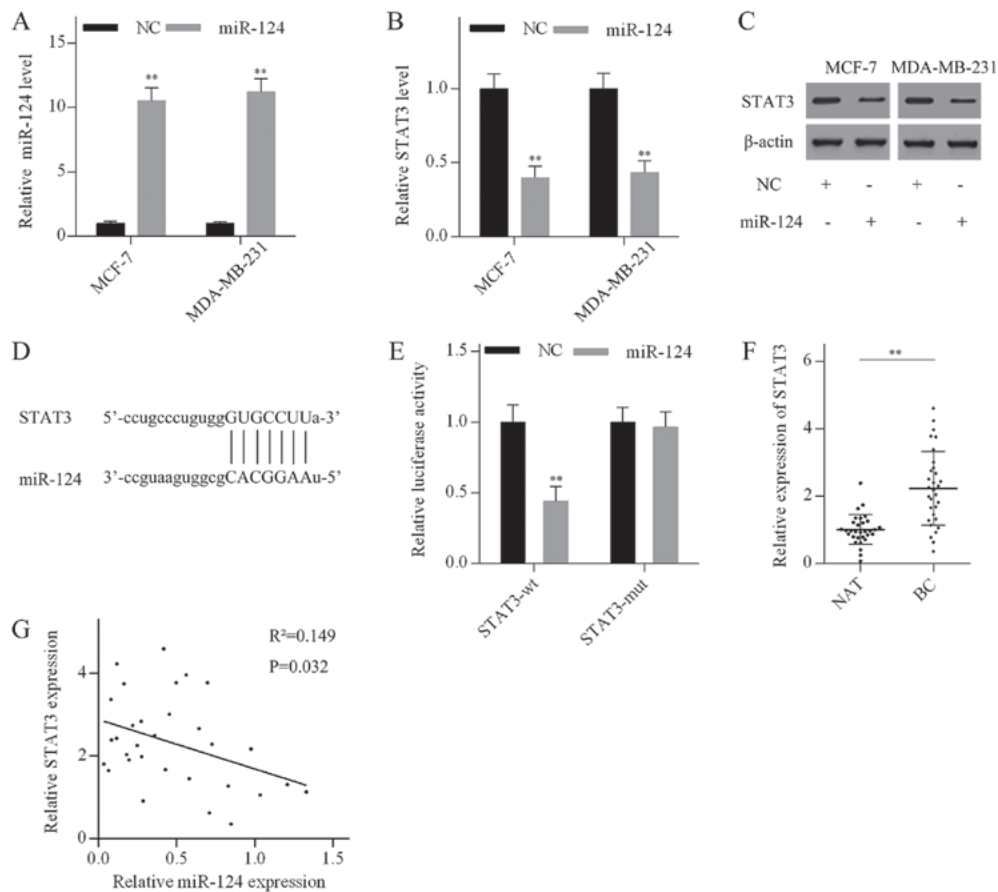 A
NC miR-124
Relative miR-124 level
15
10
5
0
** **
MCF-7
MDA-MB-231
B
NC miR-124
Relative STAT3 level
1.0
0.5
0.0
** **
MCF-7
MDA-MB-231
C
MCF-7 MDA-MB-231
STAT3
β-actin
NC + - + -
miR-124 - + - +
D
STAT3 5’-ccugcccuguggGUGCCUUa-3’
miR-124 3’-ccguaaguggcgCACGGAAu-5’
E
NC miR-124
Relative luciferase activity
1.5
1.0
0.5
0.0
**
STAT3-wt
STAT3-mut
F
Relative expression of STAT3
6
4
2
0
**
NAT
BC
G
R²=0.149
P=0.032
Relative STAT3 expression
4
2
0
0.0 0.5 1.0 1.5
Relative miR-124 expression